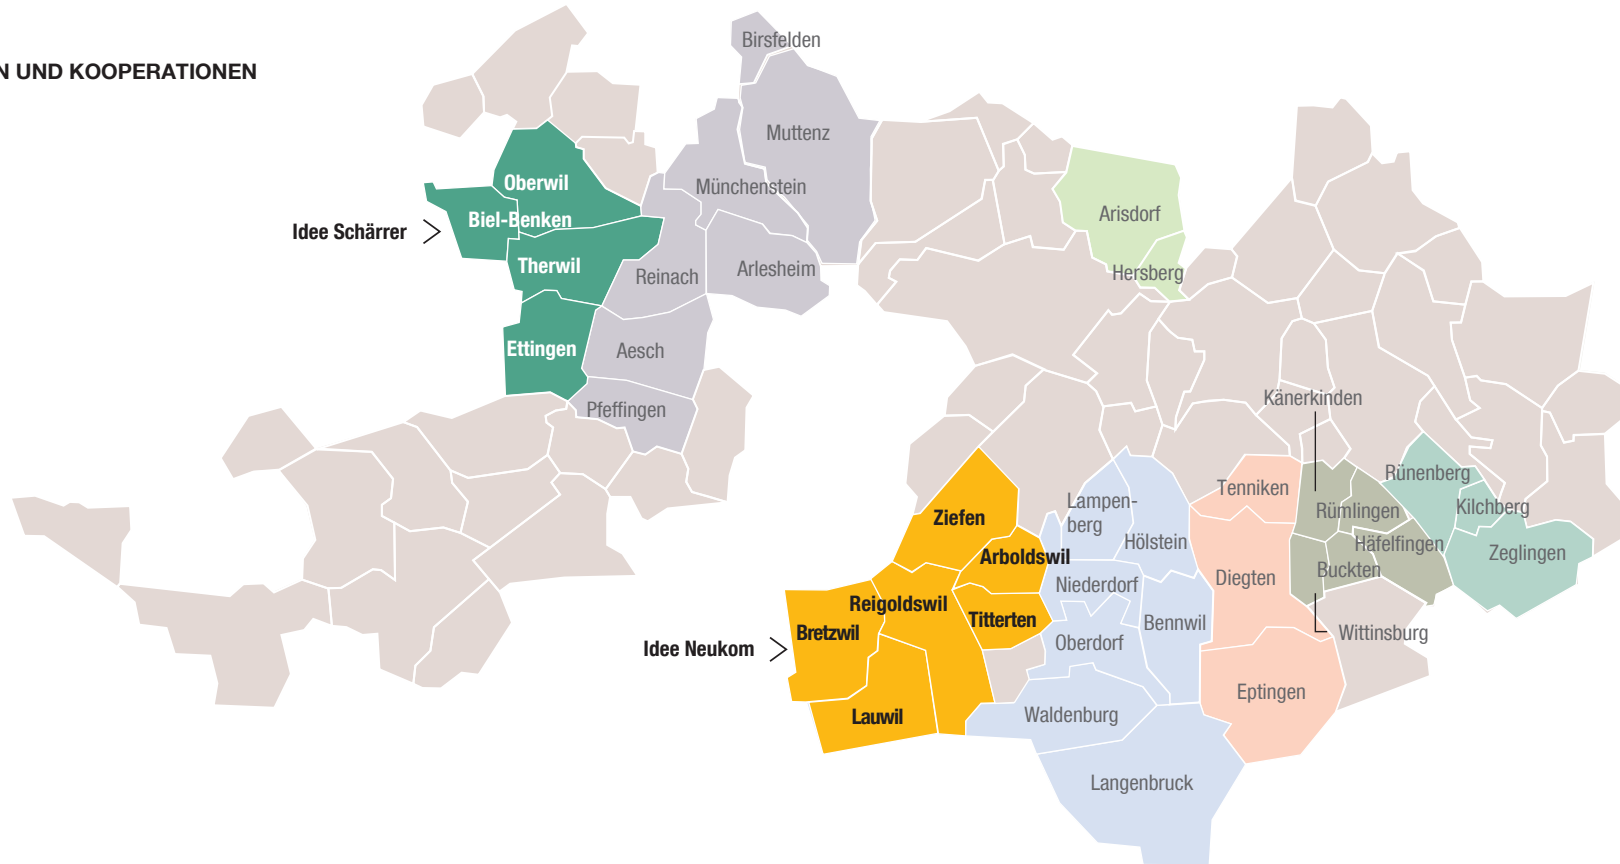 N UND KOOPERATIONEN
Birsfelden
Muttenz
Münchenstein
Oberwil
Biel-Benken
Idee Schärrer
Therwil
Reinach
Arlesheim
Ettingen
Aesch
Pfeffingen
Arisdorf
Hersberg
Känerkinden
Rünenberg
Tenniken
Lampen-
berg
Kilchberg
Rümlingen
Ziefen
Hölstein
Häfelfingen
Zeglingen
Arboldswil
Buckten
Diegten
Niederdorf
Reigoldswil
Titterten
Bennwil
Bretzwil
Wittinsburg
Oberdorf
Idee Neukom
Eptingen
Lauwil
Waldenburg
Langenbruck